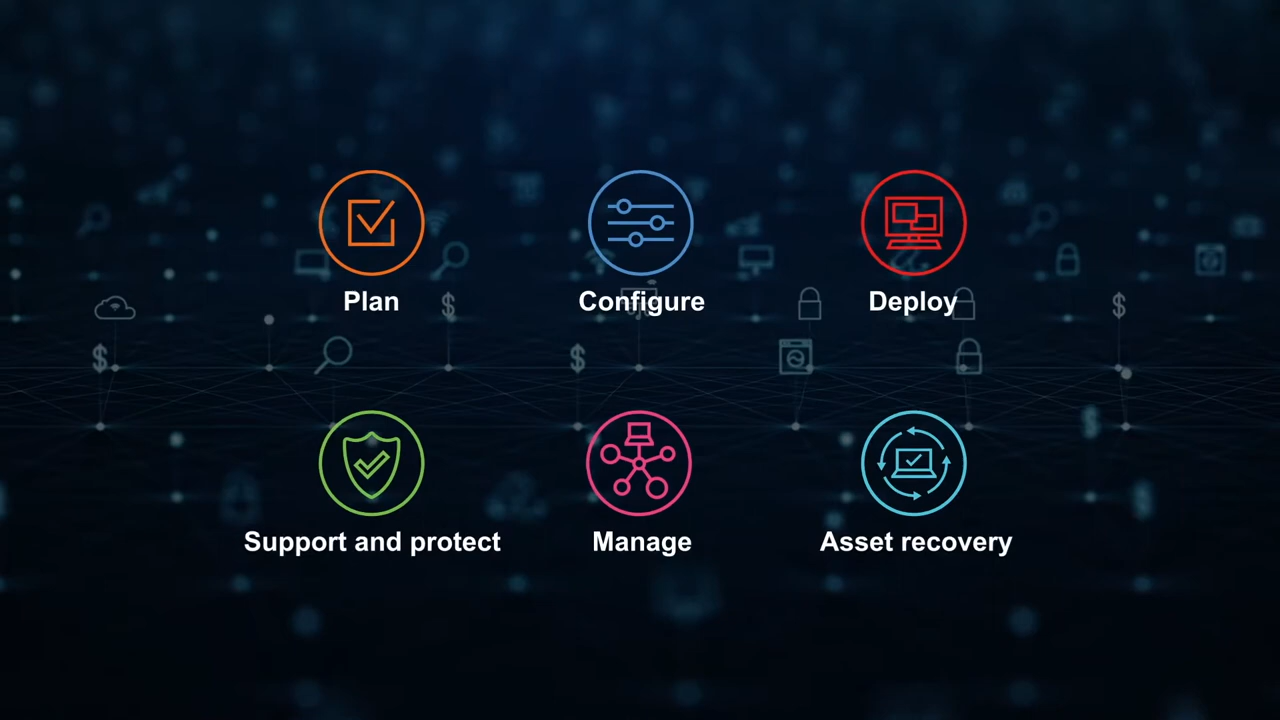 Plan
Configure
Deploy
Support and protect
Manage
Asset recovery